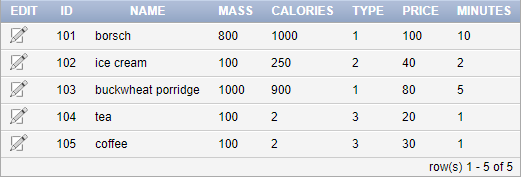 EDIT ID NAME MASS CALORIES TYPE PRICE MINUTES
101 borsch 800 1000 1 100 10
102 ice cream 100 250 2 40 2
103 buckwheat porridge 1000 900 1 80 5
104 tea 100 2 3 20 1
105 coffee 100 2 3 30 1
row(s) 1 - 5 of 5